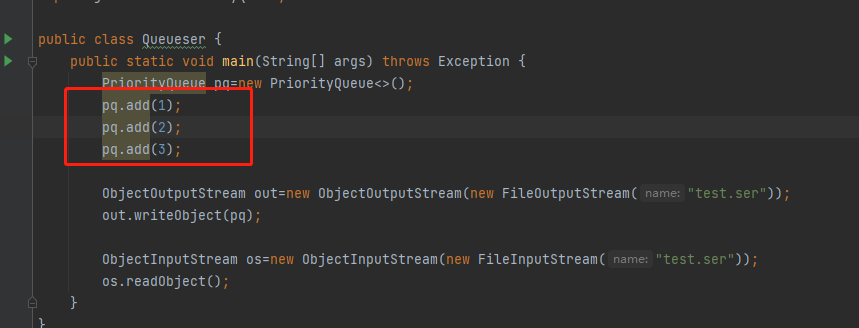 public class Queueser {
public static void main(String[] args) throws Exception {
PriorityQueue pq=new PriorityQueue<>();
pq.add(1);
pq.add(2);
pq.add(3);
ObjectOutputStream out=new ObjectOutputStream(new FileOutputStream( name: "test.ser"));
out.writeObject(pq);
ObjectInputStream os=new ObjectInputStream(new FileInputStream( name: "test.ser"));
os.readObject();
}
}